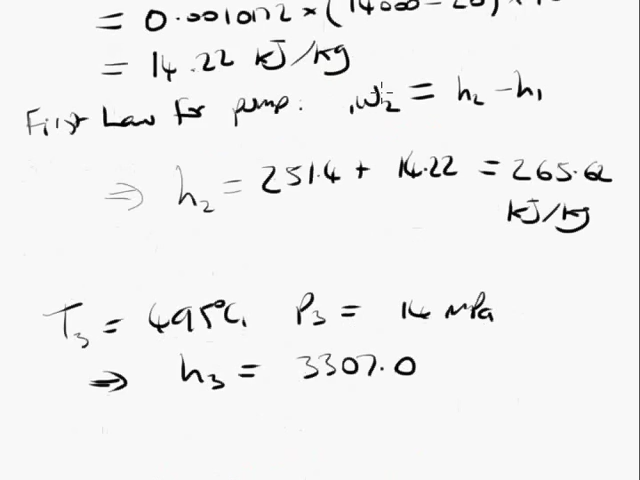 = 0.0010172 × (14000 - 20) ×
= 14.22 kJ/kg
First Law for pump. ₁w₂ = h₂ - h₁
⇒ h₂ = 251.4 + 14.22 = 265.62
kJ/kg
T₃ = 495°C, P₃ = 14 MPa
⇒ h₃ = 3307.0